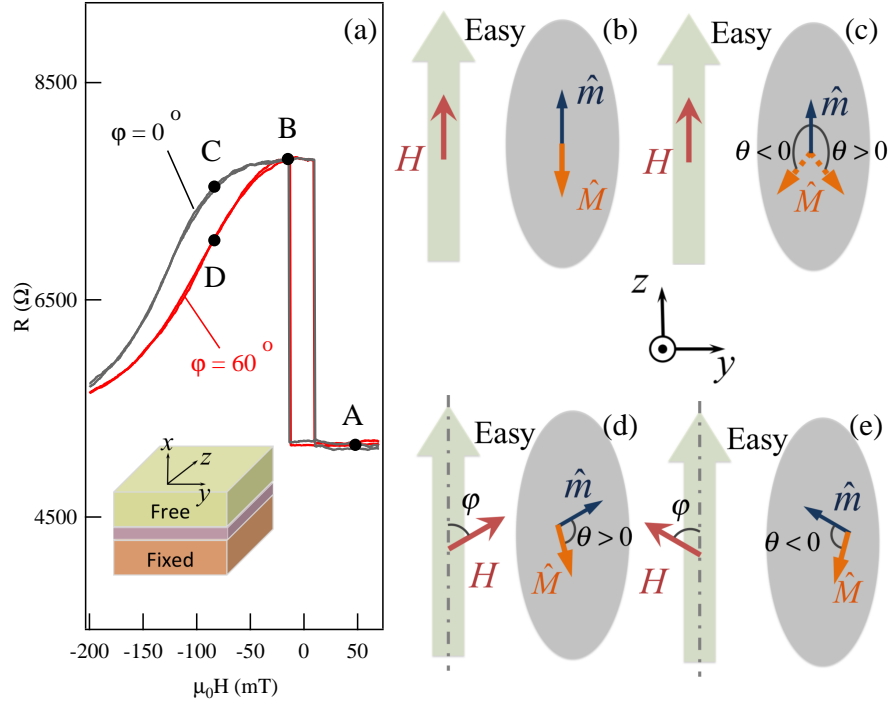 (a)
8500
6500
4500
R (Ω)
φ = 0 °
C
B
D
φ = 60 °
A
x
z
y
Free
Fixed
-200 -150 -100 -50 0 50
μ₀H (mT)
Easy
(b)
m̂
H
M̂
Easy
(c)
m̂
H
θ < 0
θ > 0
M̂
z
y
Easy
(d)
φ
m̂
θ > 0
H
M̂
Easy
(e)
φ
m̂
θ < 0
H
M̂